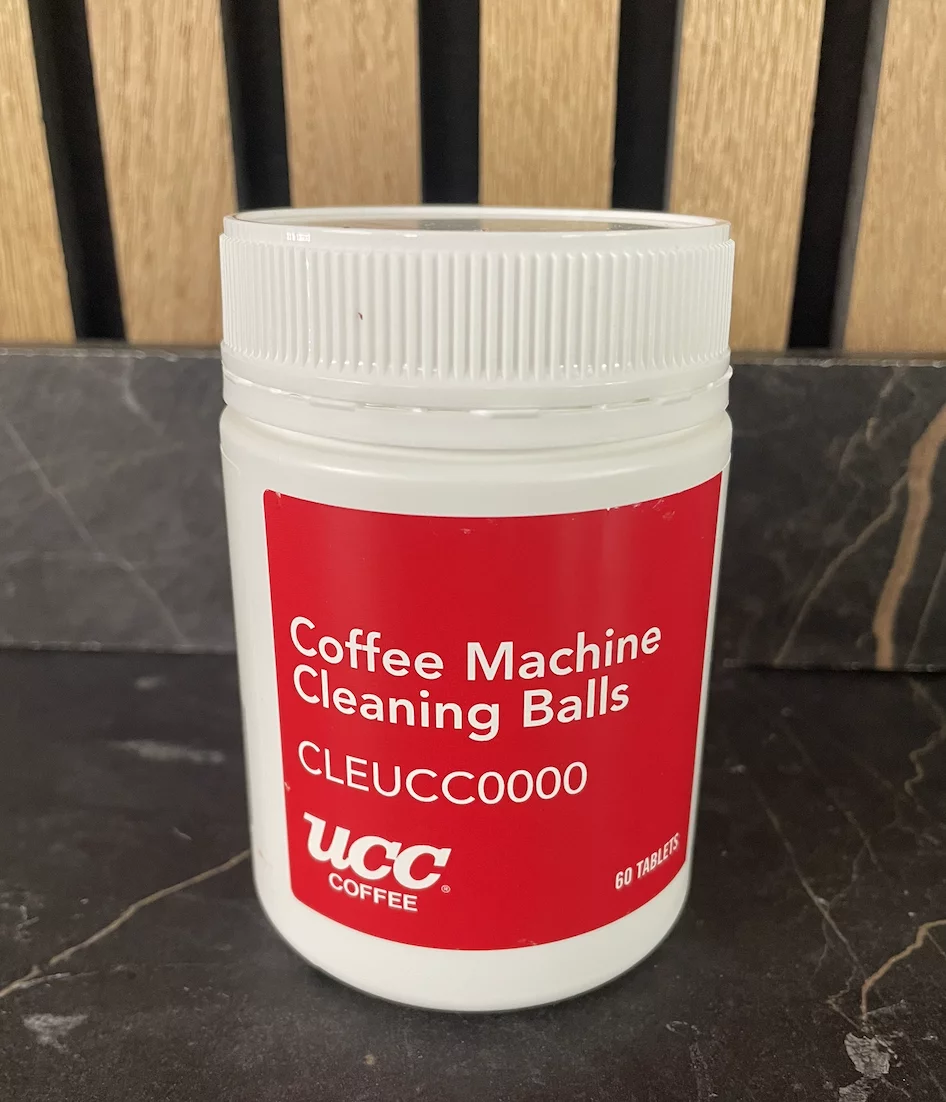 Coffee Machine
Cleaning Balls
CLEUCC0000
UCC
COFFEE®
60 TABLETS